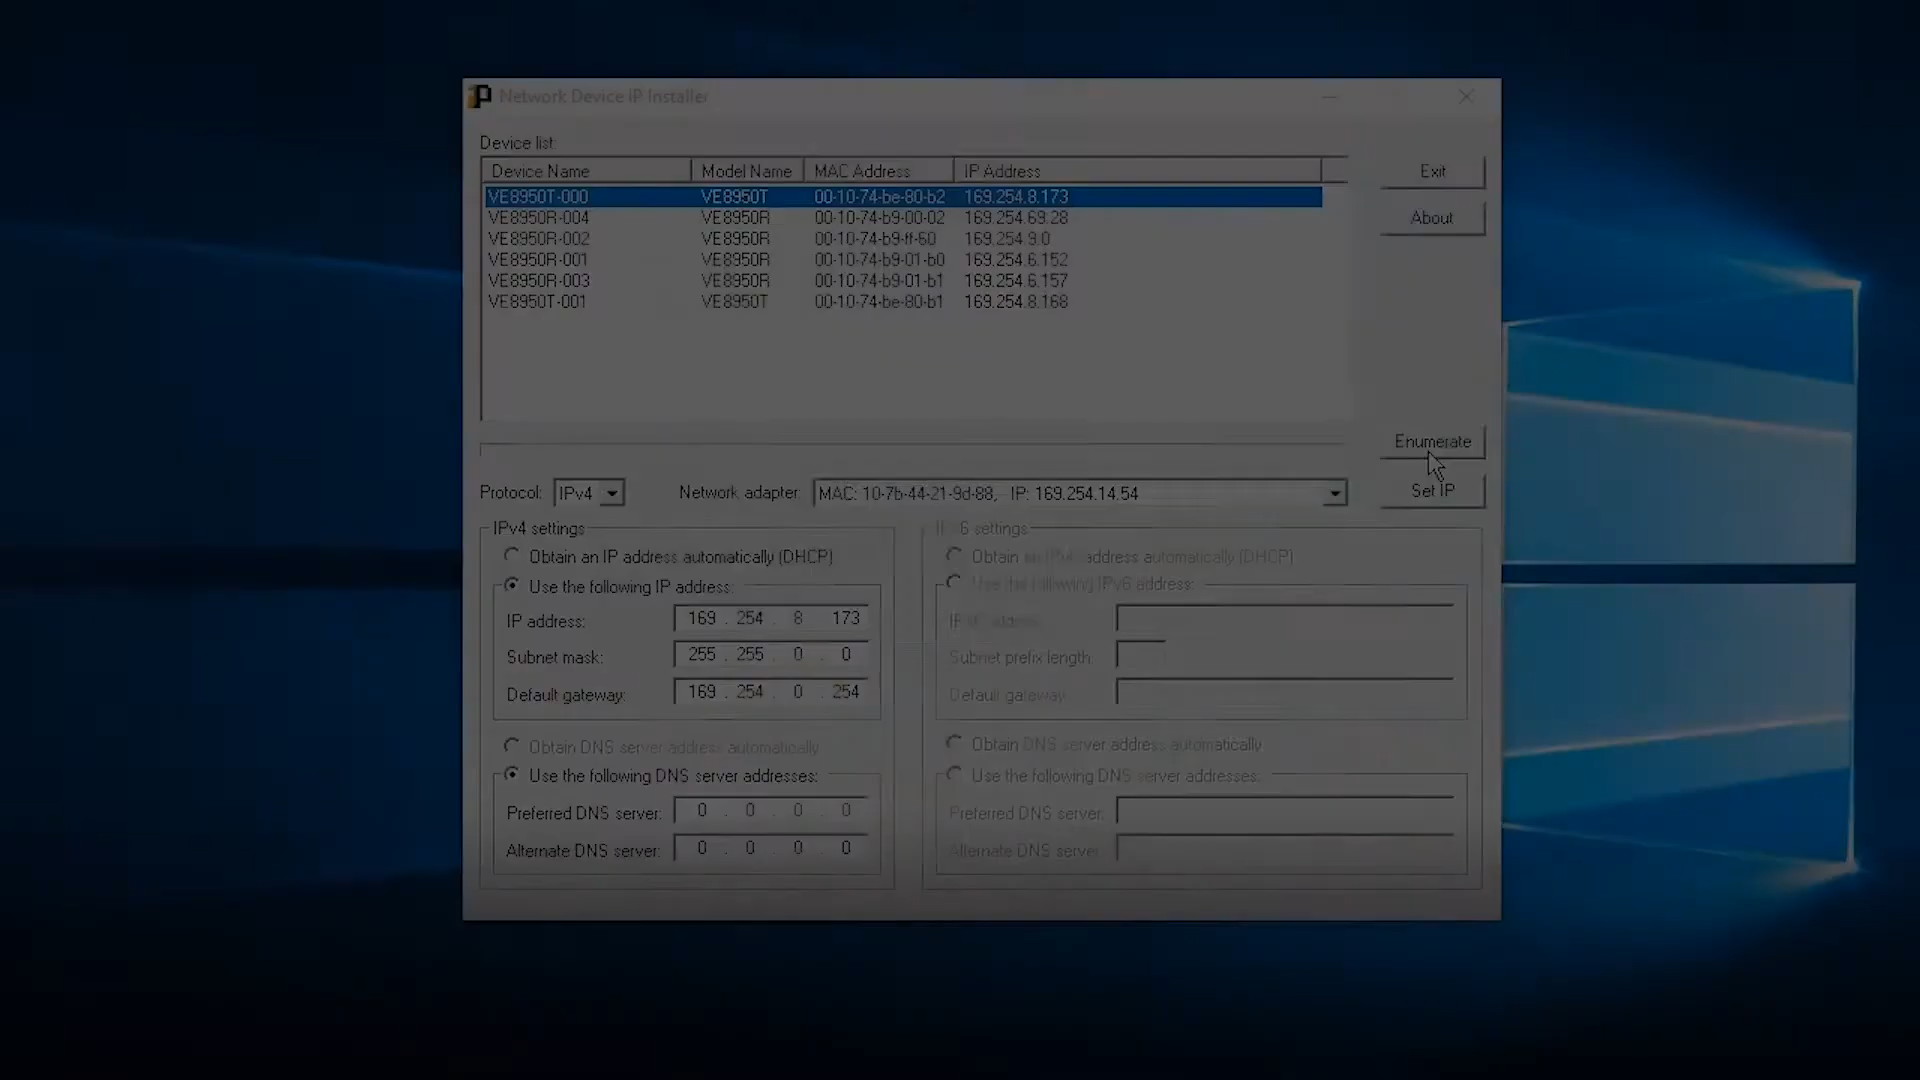 Network Device IP Installer
Device list:
Device Name Model Name MAC Address IP Address
VE8950T-000 VE8950T 00-10-74-be-80-b2 169.254.8.173
VE8950R-004 VE8950R 00-10-74-b9-00-02 169.254.69.28
VE8950R-002 VE8950R 00-10-74-b9-ff-60 169.254.9.0
VE8950R-001 VE8950R 00-10-74-b9-01-b0 169.254.6.152
VE8950R-003 VE8950R 00-10-74-b9-01-b1 169.254.6.157
VE8950T-001 VE8950T 00-10-74-be-80-b1 169.254.8.168
Exit
About
Enumerate
Set IP
Protocol: IPv4 Network adapter: MAC: 10-7b-44-21-9d-88, IP: 169.254.14.54
IPv4 settings
Obtain an IP address automatically (DHCP)
Use the following IP address:
IP address: 169 . 254 . 8 173
Subnet mask: 255 . 255 . 0 . 0
Default gateway: 169 . 254 . 0 . 254
Obtain DNS server address automatically
Use the following DNS server addresses:
Preferred DNS server: 0 . 0 . 0 . 0
Alternate DNS server: 0 . 0 . 0 . 0
settings
Obtain address automatically (DHCP)
Use the following IPv6 address:
Subnet prefix length:
Default gateway:
Obtain DNS server address automatically
Use the following DNS server addresses:
Preferred DNS server:
Alternate DNS server: